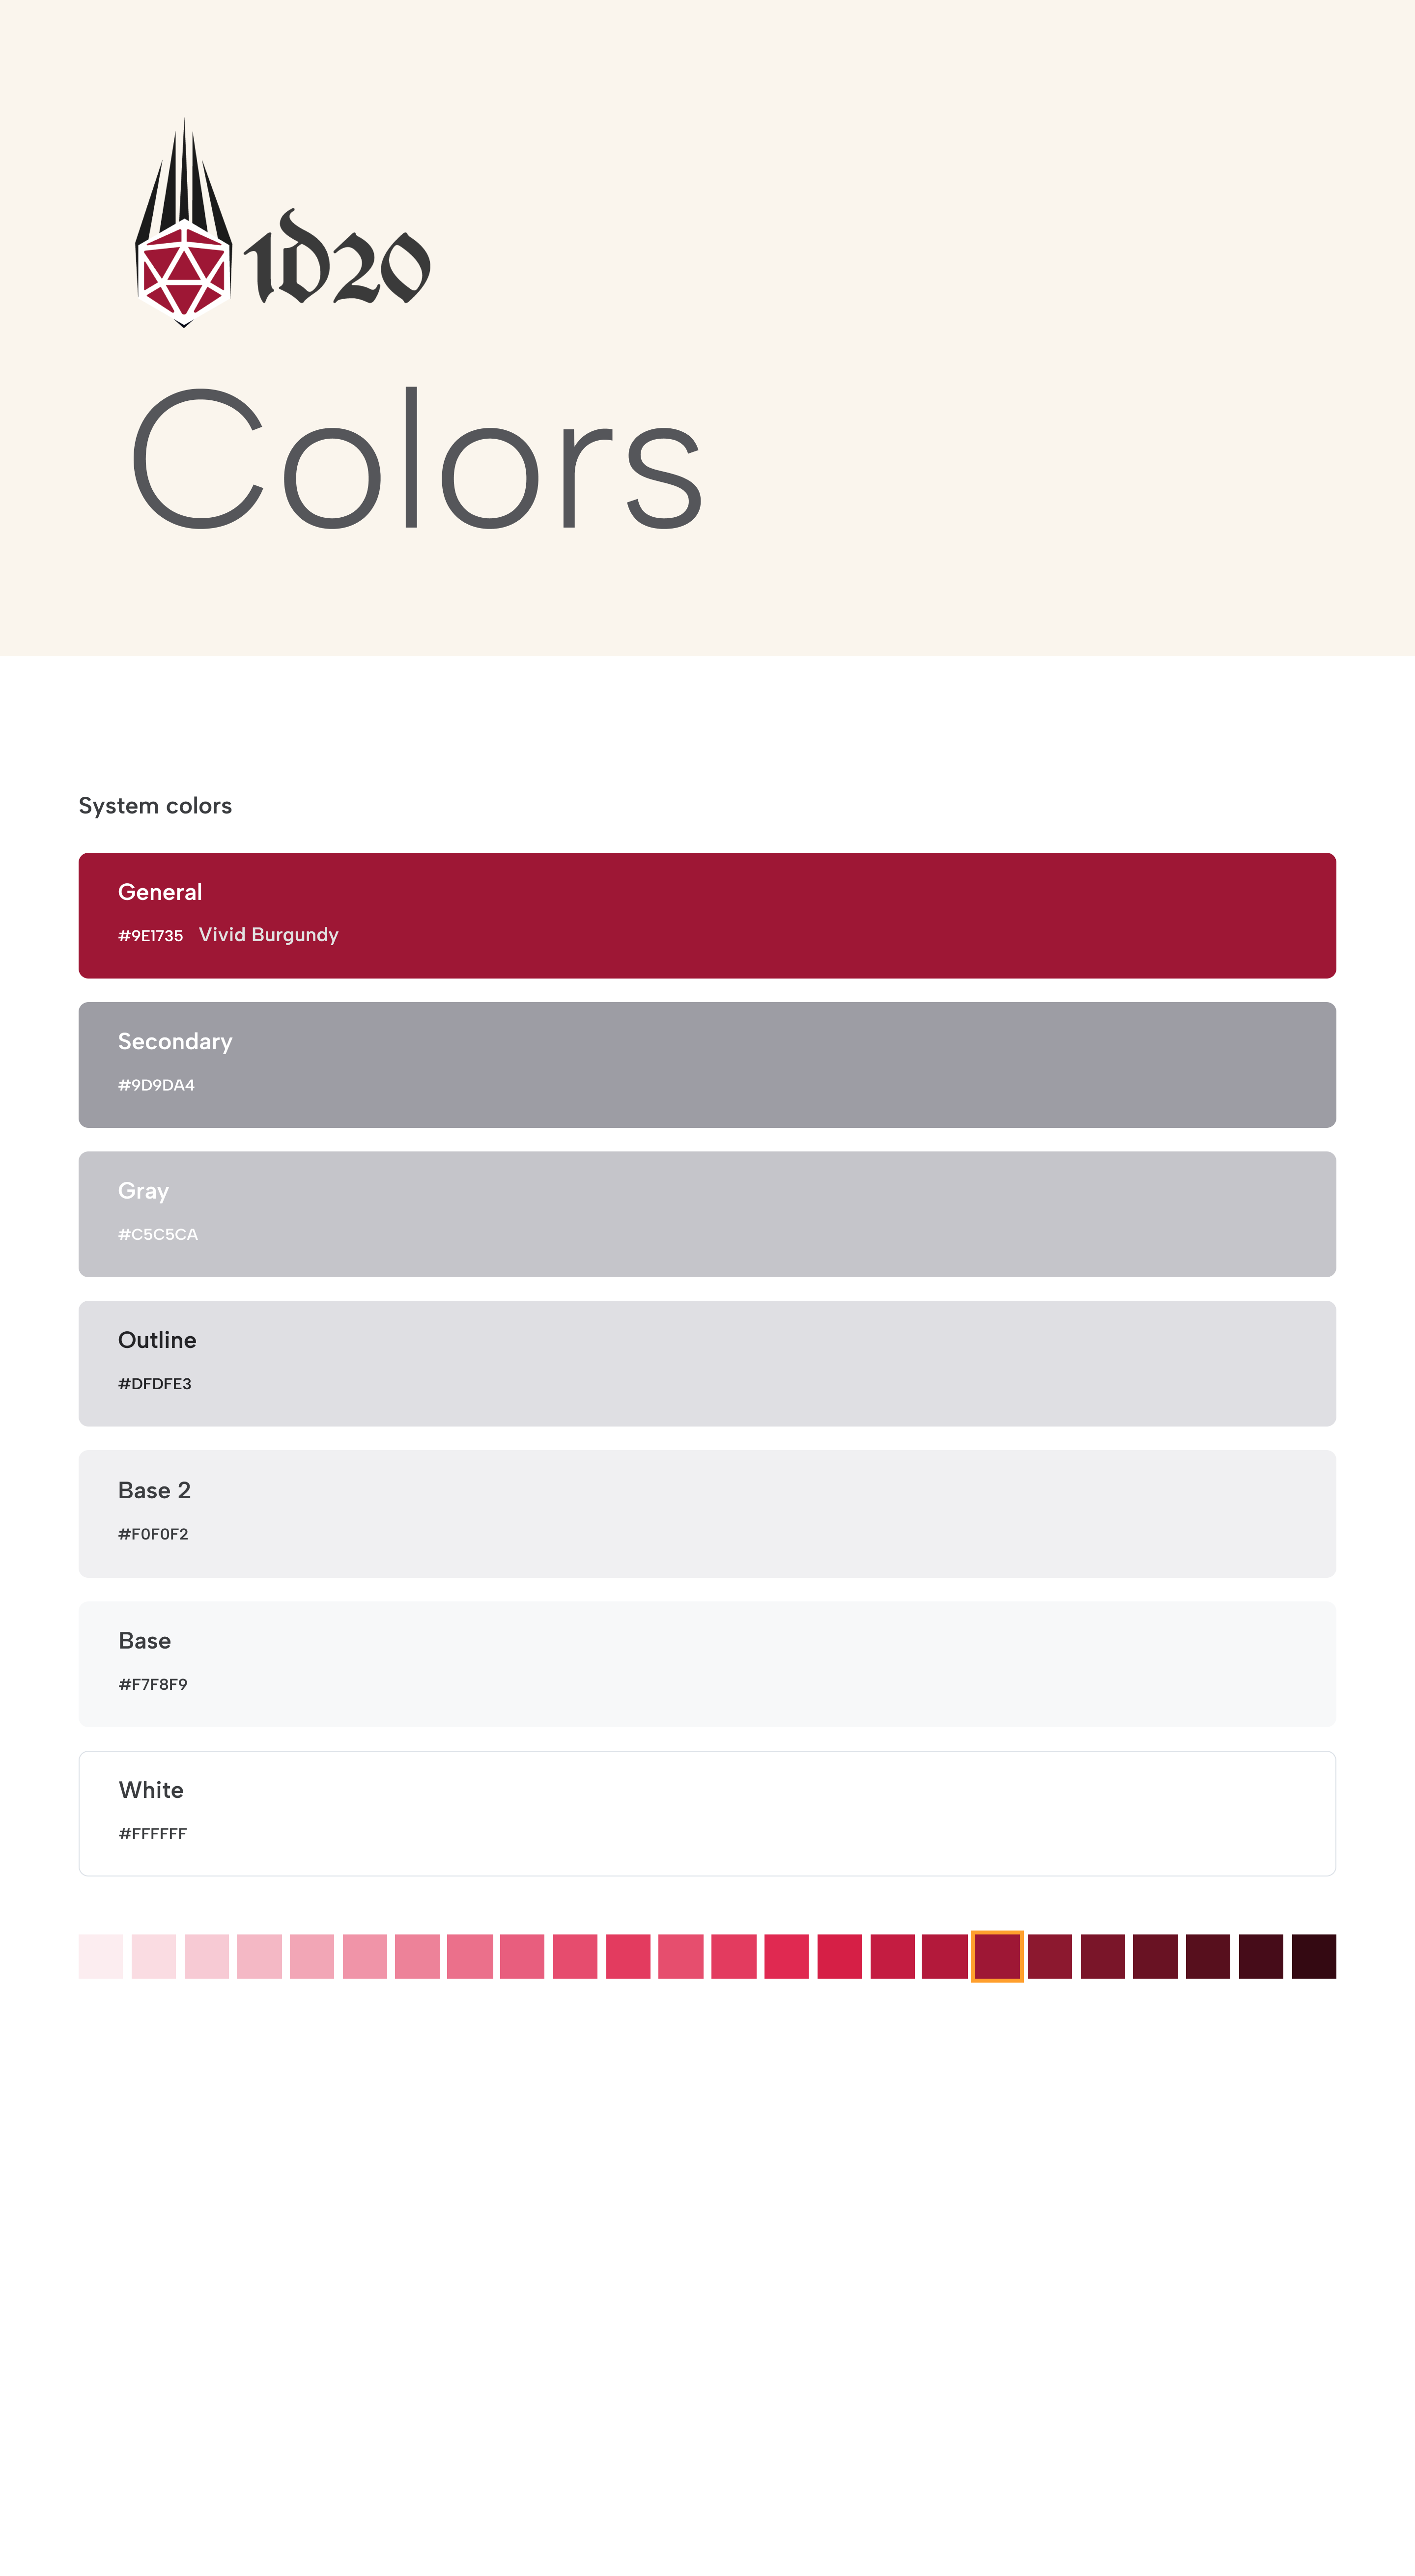 1D20
Colors
System colors
General
#9E1735 Vivid Burgundy
Secondary
#9D9DA4
Gray
#C5C5CA
Outline
#DFDFE3
Base 2
#F0F0F2
Base
#F7F8F9
White
#FFFFFF